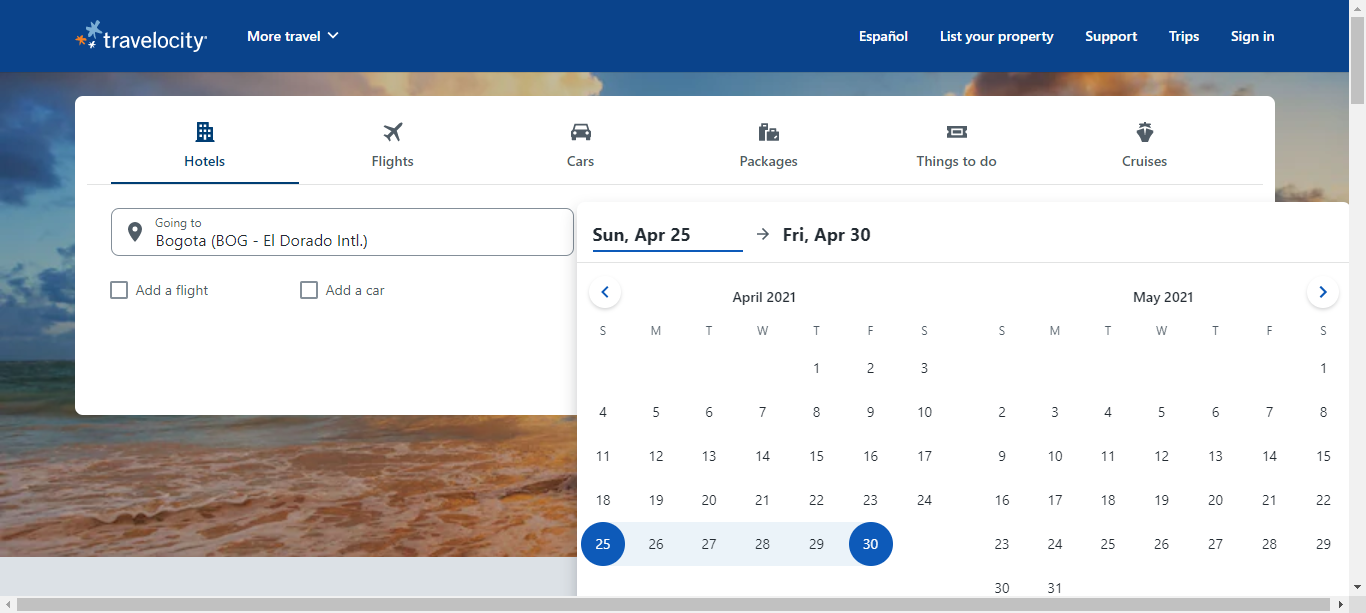 travelocity
More travel
Español
List your property
Support
Trips
Sign in
Hotels
Flights
Cars
Packages
Things to do
Cruises
Going to
Bogota (BOG - El Dorado Intl.)
Add a flight
Add a car
Sun, Apr 25
Fri, Apr 30
April 2021
S M T W T F S
1 2 3
4 5 6 7 8 9 10
11 12 13 14 15 16 17
18 19 20 21 22 23 24
25 26 27 28 29 30
May 2021
S M T W T F S
1
2 3 4 5 6 7 8
9 10 11 12 13 14 15
16 17 18 19 20 21 22
23 24 25 26 27 28 29
30 31